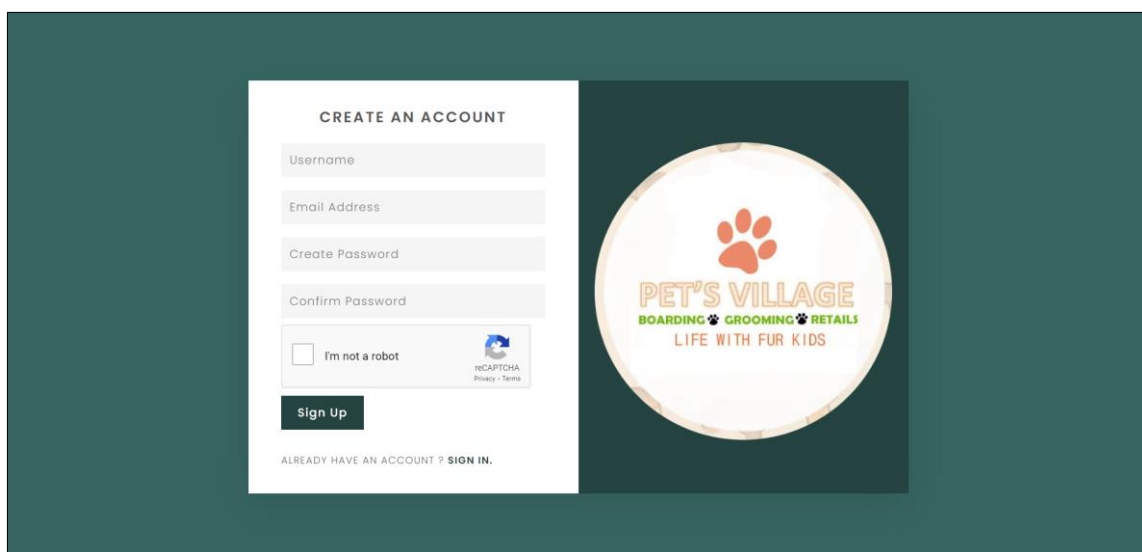 CREATE AN ACCOUNT
Username
Email Address
Create Password
Confirm Password
I'm not a robot
reCAPTCHA
Privacy - Terms
Sign Up
ALREADY HAVE AN ACCOUNT ? SIGN IN.
PET'S VILLAGE
BOARDING GROOMING RETAILS
LIFE WITH FUR KIDS